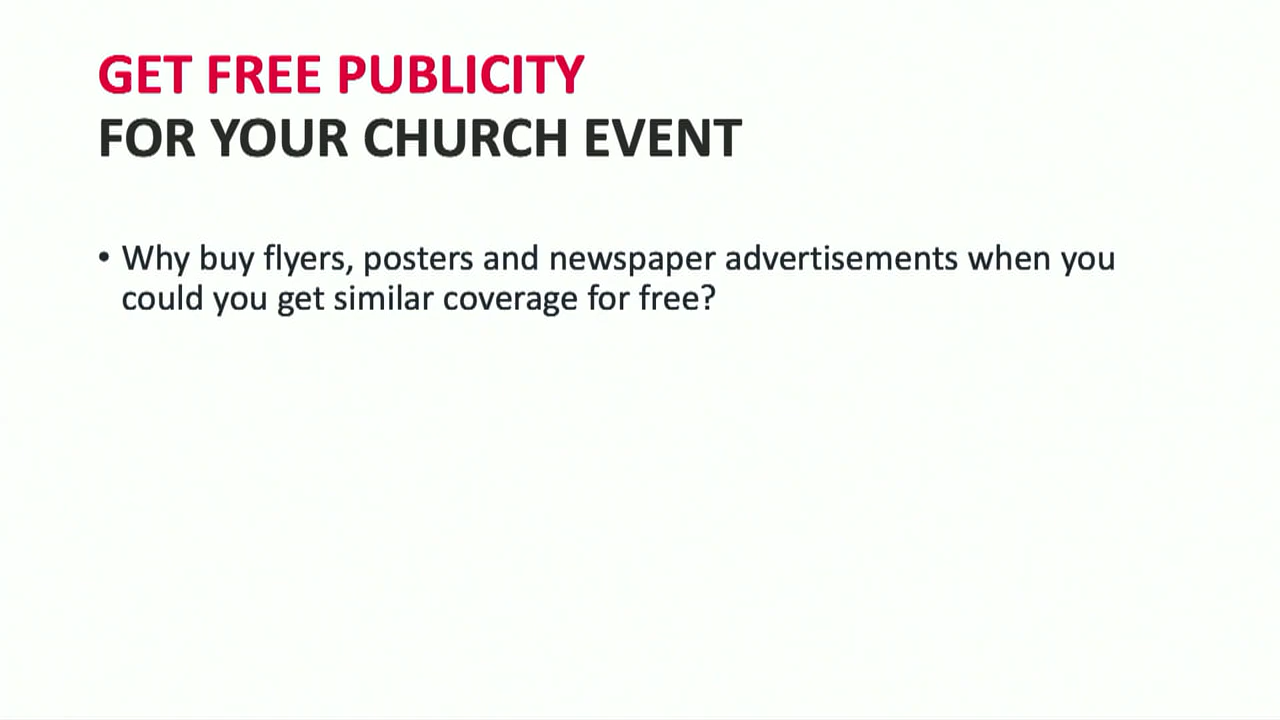 GET FREE PUBLICITY
FOR YOUR CHURCH EVENT
• Why buy flyers, posters and newspaper advertisements when you
could you get similar coverage for free?